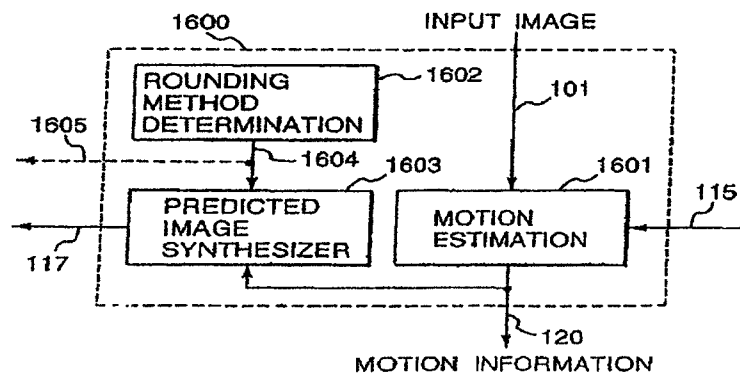 1600
INPUT IMAGE
ROUNDING
METHOD
DETERMINATION
1602
101
1605
1604
1603
1601
PREDICTED
IMAGE
SYNTHESIZER
MOTION
ESTIMATION
115
117
120
MOTION INFORMATION